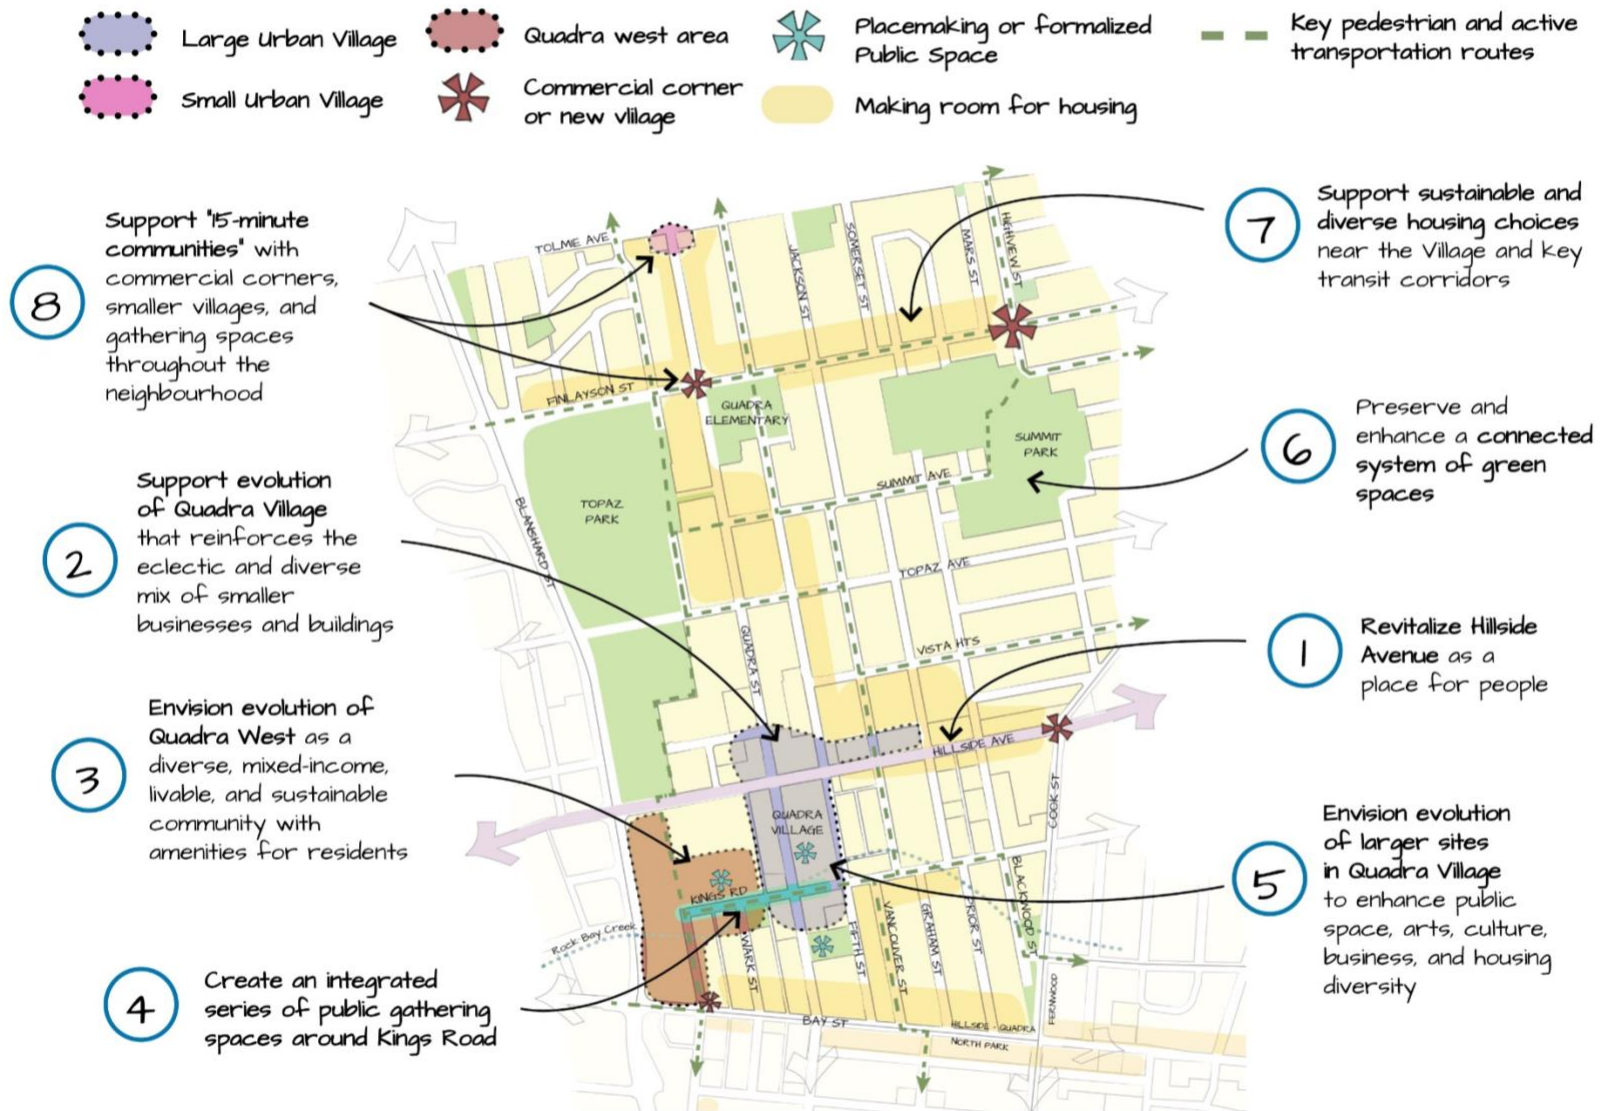 Large Urban Village
Small Urban Village
Quadra west area
Commercial corner
or new vlilage
Placemaking or formalized
Public Space
Making room for housing
Key pedestrian and active
transportation routes
8
Support "15-minute
communities" with
commercial corners,
smaller villages, and
gathering spaces
throughout the
neighbourhood
2
Support evolution
of Quadra Village
that reinforces the
eclectic and diverse
mix of smaller
businesses and buildings
3
Envision evolution of
Quadra West as a
diverse, mixed-income,
livable, and sustainable
community with
amenities for residents
4
Create an integrated
series of public gathering
spaces around Kings Road
7
Support sustainable and
diverse housing choices
near the Village and key
transit corridors
6
Preserve and
enhance a connected
system of green
spaces
1
Revitalize Hillside
Avenue as a
place for people
5
Envision evolution
of larger sites
in Quadra Village
to enhance public
space, arts, culture,
business, and housing
diversity
TOLMIE AVE
JACKSON ST
SOMERSET ST
MARS ST
HIGHVIEW ST
FINLAYSON ST
QUADRA
ELEMENTARY
SUMMIT
PARK
SUMMIT AVE
TOPAZ
PARK
BLANSHARD ST
TOPAZ AVE
VISTA HTS
QUADRA ST
HILLSIDE AVE
COOK ST
QUADRA
VILLAGE
KINGS RD
Rock Bay Creek
WARK ST
FIFTH ST
VANCOUVER ST
GRAHAM ST
PRIOR ST
BLACKWOOD ST
FERNWOOD
BAY ST
HILLSIDE - QUADRA
NORTH PARK